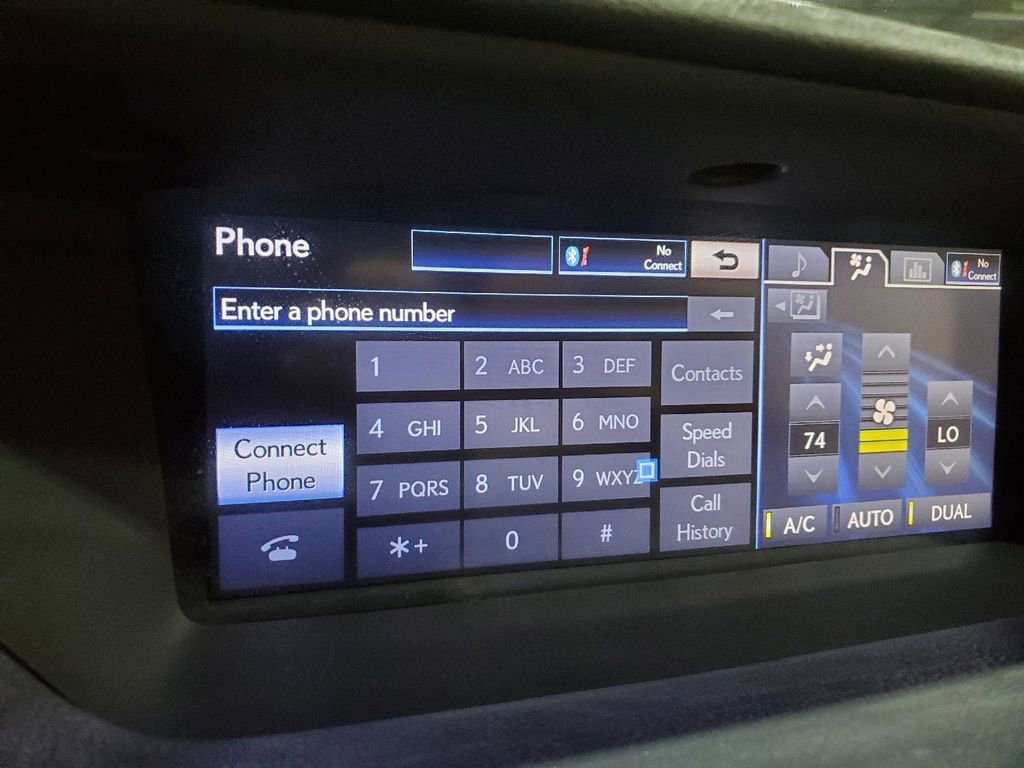 Phone
No
Connect
Enter a phone number
1
2 ABC
3 DEF
Contacts
4 GHI
5 JKL
6 MNO
Speed
Dials
Connect
Phone
7 PQRS
8 TUV
9 WXYZ
Call
History
*+
0
#
No
Connect
74
LO
A/C
AUTO
DUAL